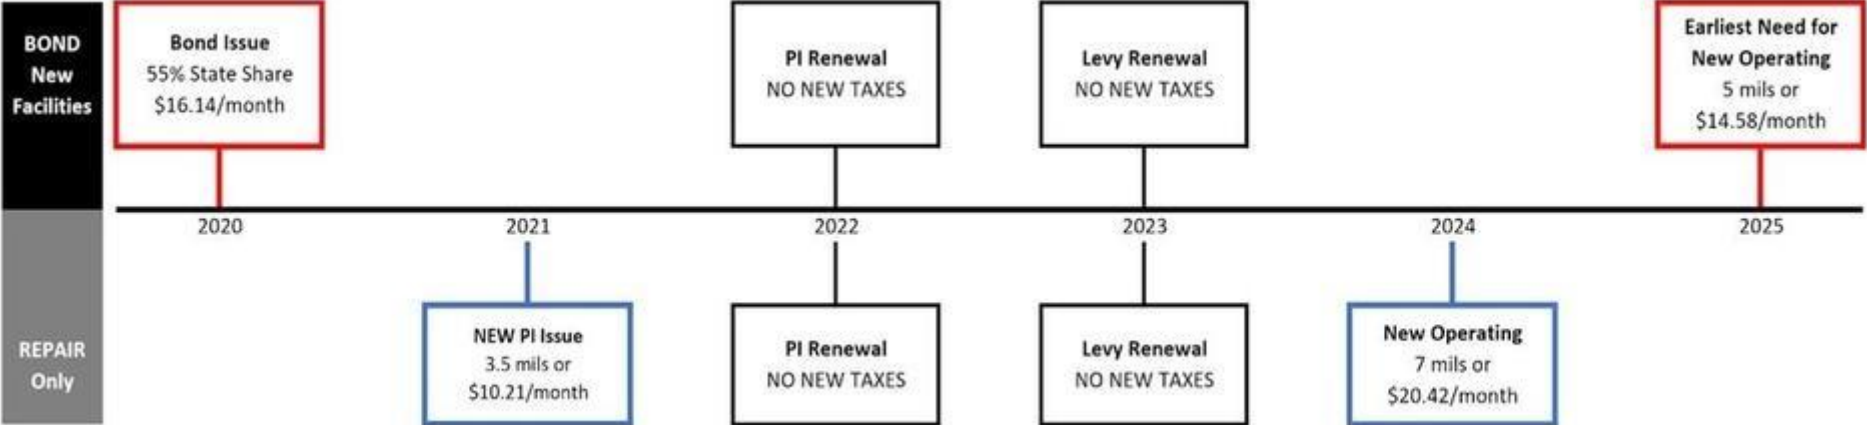 BOND
New
Facilities
Bond Issue
55% State Share
$16.14/month
PI Renewal
NO NEW TAXES
Levy Renewal
NO NEW TAXES
Earliest Need for
New Operating
5 mils or
$14.58/month
2020
2021
2022
2023
2024
2025
REPAIR
Only
NEW PI Issue
3.5 mils or
$10.21/month
PI Renewal
NO NEW TAXES
Levy Renewal
NO NEW TAXES
New Operating
7 mils or
$20.42/month